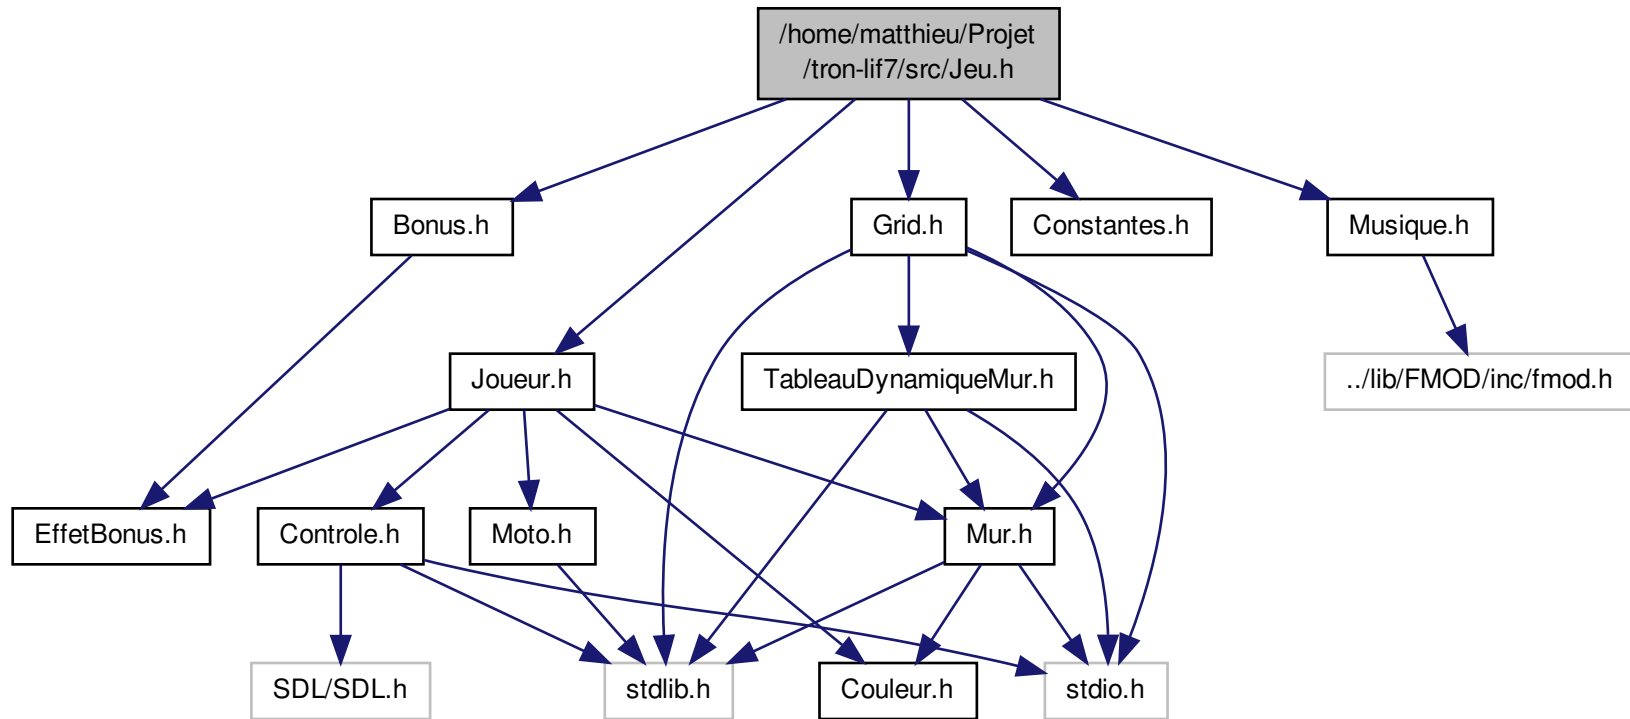 /home/matthieu/Projet
/tron-lif7/src/Jeu.h
Bonus.h
Grid.h
Constantes.h
Musique.h
Joueur.h
TableauDynamiqueMur.h
../lib/FMOD/inc/fmod.h
EffetBonus.h
Controle.h
Moto.h
Mur.h
SDL/SDL.h
stdlib.h
Couleur.h
stdio.h